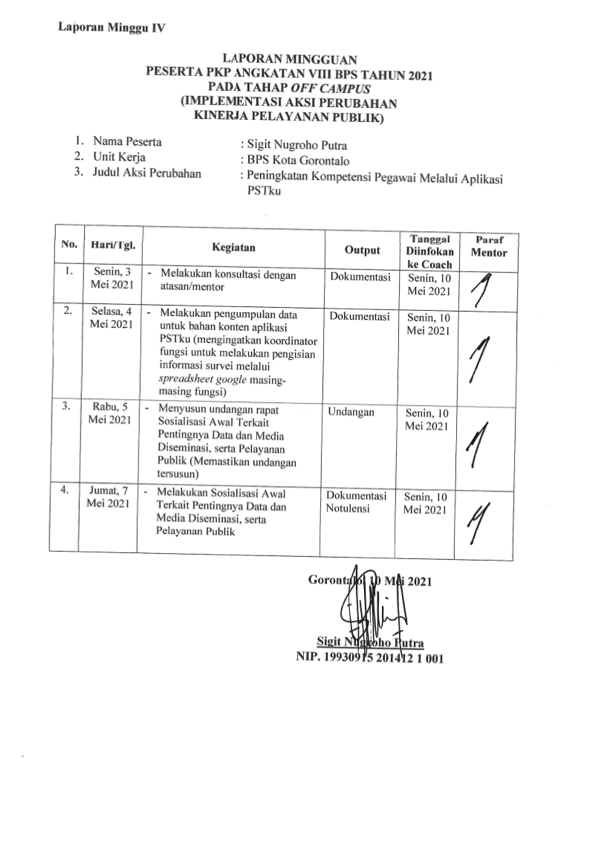 Laporan Minggu IV
LAPORAN MINGGUAN
PESERTA PKP ANGKATAN VIII BPS TAHUN 2021
PADA TAHAP OFF CAMPUS
(IMPLEMENTASI AKSI PERUBAHAN
KINERJA PELAYANAN PUBLIK)
1. Nama Peserta : Sigit Nugroho Putra
2. Unit Kerja : BPS Kota Gorontalo
3. Judul Aksi Perubahan : Peningkatan Kompetensi Pegawai Melalui Aplikasi
PSTku
No. Hari/Tgl. Kegiatan Output Tanggal Diinfokan ke Coach Paraf Mentor
1. Senin, 3 - Melakukan konsultasi dengan Dokumentasi Senin, 10
Mei 2021 atasan/mentor Mei 2021
2. Selasa, 4 - Melakukan pengumpulan data Dokumentasi Senin, 10
Mei 2021 untuk bahan konten aplikasi Mei 2021
PSTku (mengingatkan koordinator
fungsi untuk melakukan pengisian
informasi survei melalui
spreadsheet google masing-
masing fungsi)
3. Rabu, 5 - Menyusun undangan rapat Undangan Senin, 10
Mei 2021 Sosialisasi Awal Terkait Mei 2021
Pentingnya Data dan Media
Diseminasi, serta Pelayanan
Publik (Memastikan undangan
tersusun)
4. Jumat, 7 - Melakukan Sosialisasi Awal Dokumentasi Senin, 10
Mei 2021 Terkait Pentingnya Data dan Notulensi Mei 2021
Media Diseminasi, serta
Pelayanan Publik
Gorontalo, 10 Mei 2021
Sigit Nugroho Putra
NIP. 19930915 201412 1 001